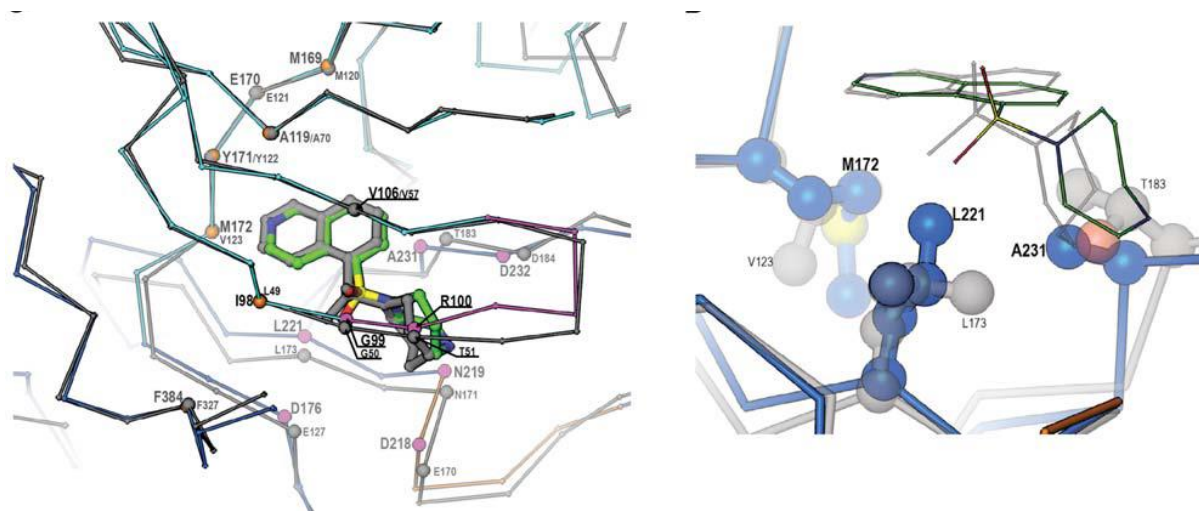 M169
M120
E170
E121
A119/A70
Y171/Y122
V106/V57
M172
V123
T183
A231
D184
D232
I98
L49
R100
L221
G99
G50
T51
L173
N219
N171
F384
F327
D176
E127
D218
E170
M172
T183
L221
V123
A231
L173